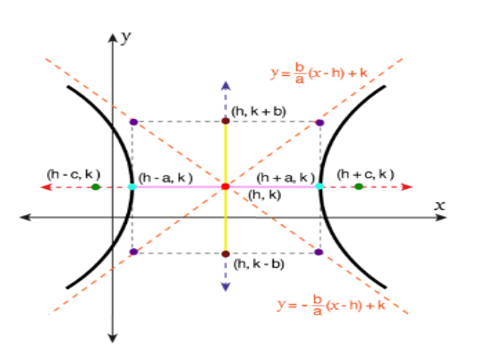 y
y = b/a (x - h) + k
(h, k + b)
(h - c, k )
(h - a, k )
(h + a, k )
(h + c, k )
(h, k)
x
(h, k - b)
y = - b/a (x - h) + k